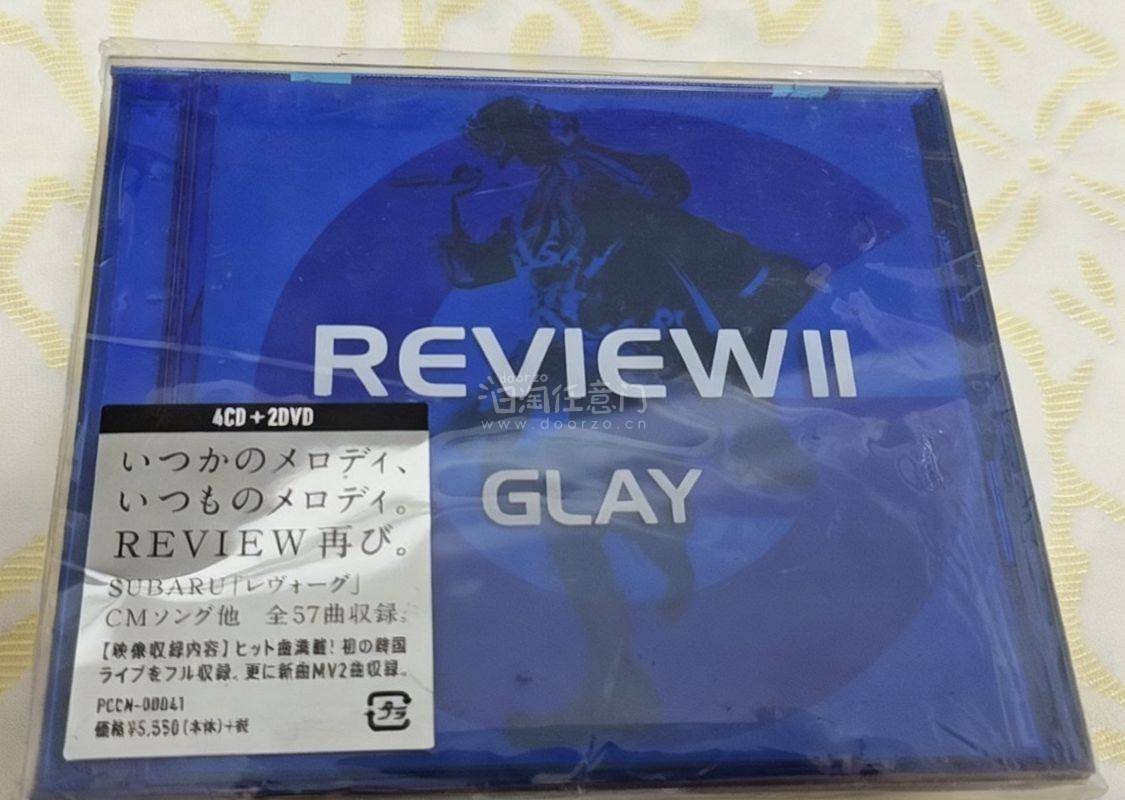 REVIEW II
GLAY
4CD+2DVD
いつかのメロディ、
いつものメロディ。
REVIEW再び。
SUBARU「レヴォーグ」
CMソング他 全57曲収録。
【映像収録内容】ヒット曲満載!初の韓国
ライブをフル収録。更に新曲MV2曲収録。
PCCN-00041
価格¥5,550(本体)+税
プラ
doorzo
泊淘任意门
www.doorzo.cn